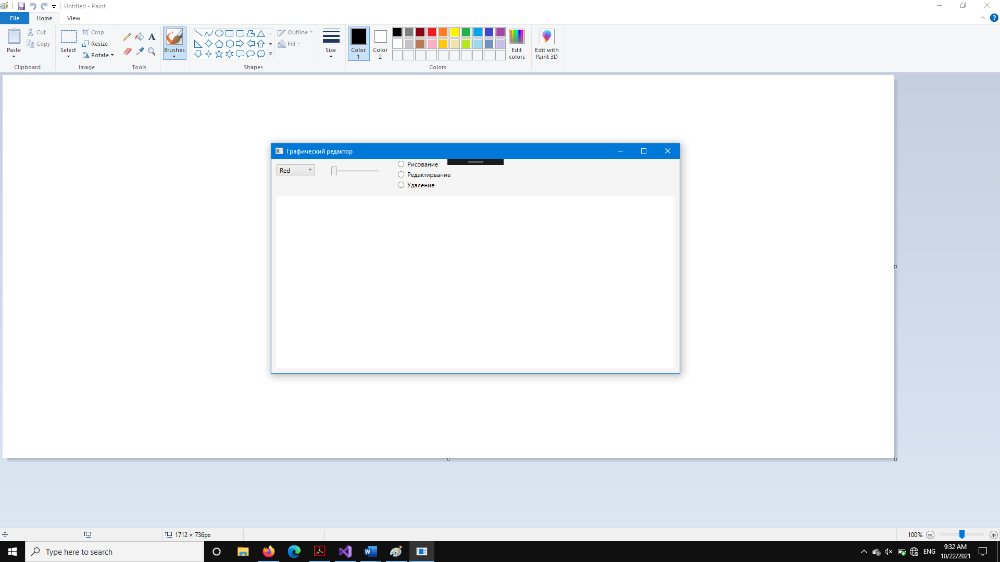 Untitled - Paint
File Home View
Paste
Cut
Copy
Clipboard
Select
Crop
Resize
Rotate
Image
A
Tools
Brushes
Shapes
Outline
Fill
Size
Color 1
Color 2
Colors
Edit colors
Edit with Paint 3D
?
Графический редактор
Red
Рисование
Редактирвание
Удаление
1712 × 736px
100%
Type here to search
ENG
9:32 AM
10/22/2021